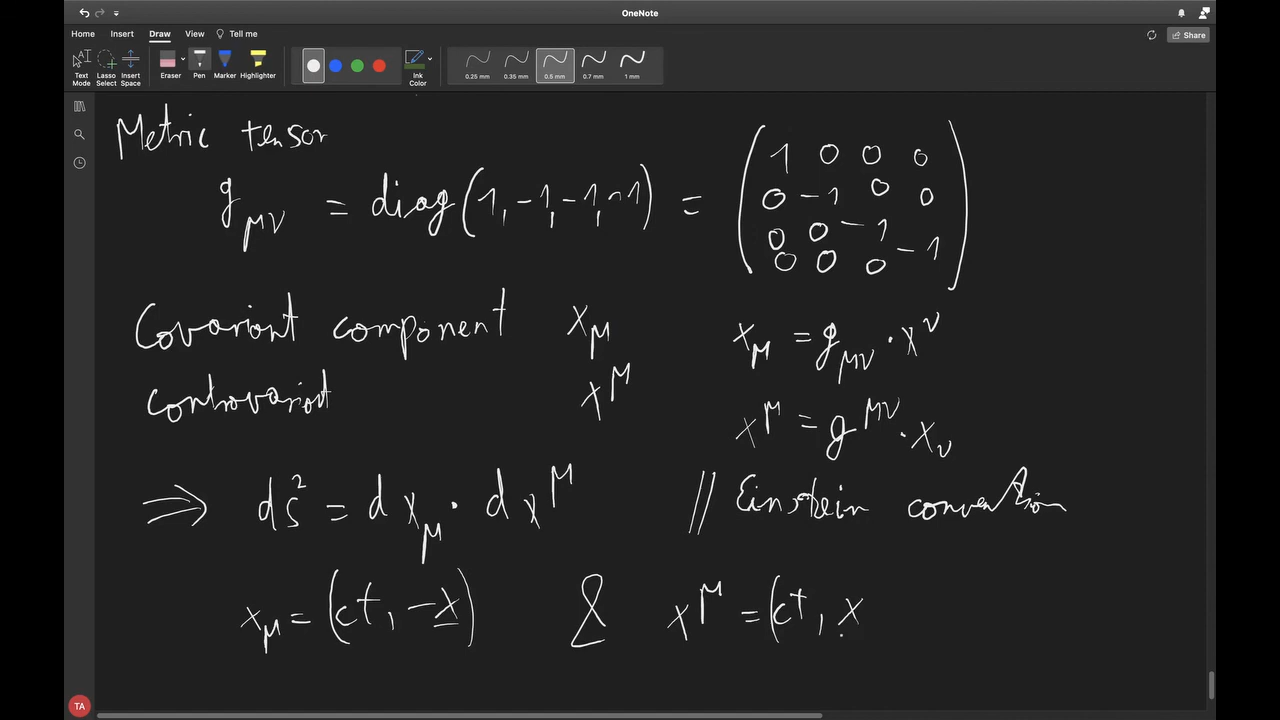 OneNote
Home Insert Draw View Tell me
Share
Text Mode Lasso Select Insert Space Eraser Pen Marker Highlighter Ink Color 0.25 mm 0.35 mm 0.5 mm 0.7 mm 1 mm
Metric tensor
g_μν = diag(1, -1, -1, -1) = (1 0 0 0
0 -1 0 0
0 0 -1
0 0 0 -1)
Covariant component x_μ x_μ = g_μν · x^ν
contravariant x^μ x^μ = g^μν · x_ν
⇒ ds² = dx_μ · dx^μ // Einstein convention
x_μ = (ct, -x) & x^μ = (ct, x
TA